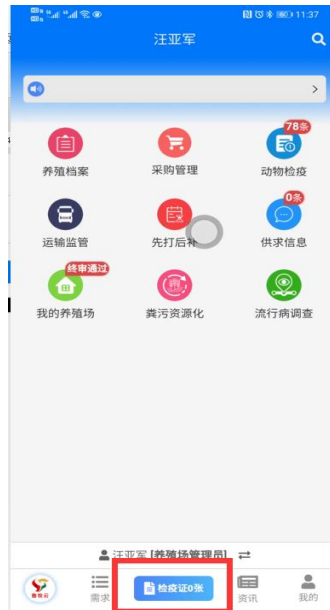 11:37
汪亚军
78条
养殖档案 采购管理 动物检疫
0条
运输监管 先打后补 供求信息
终审通过
我的养殖场 粪污资源化 流行病调查
汪亚军 [养殖场管理员]
需求 检疫证0张 资讯 我的